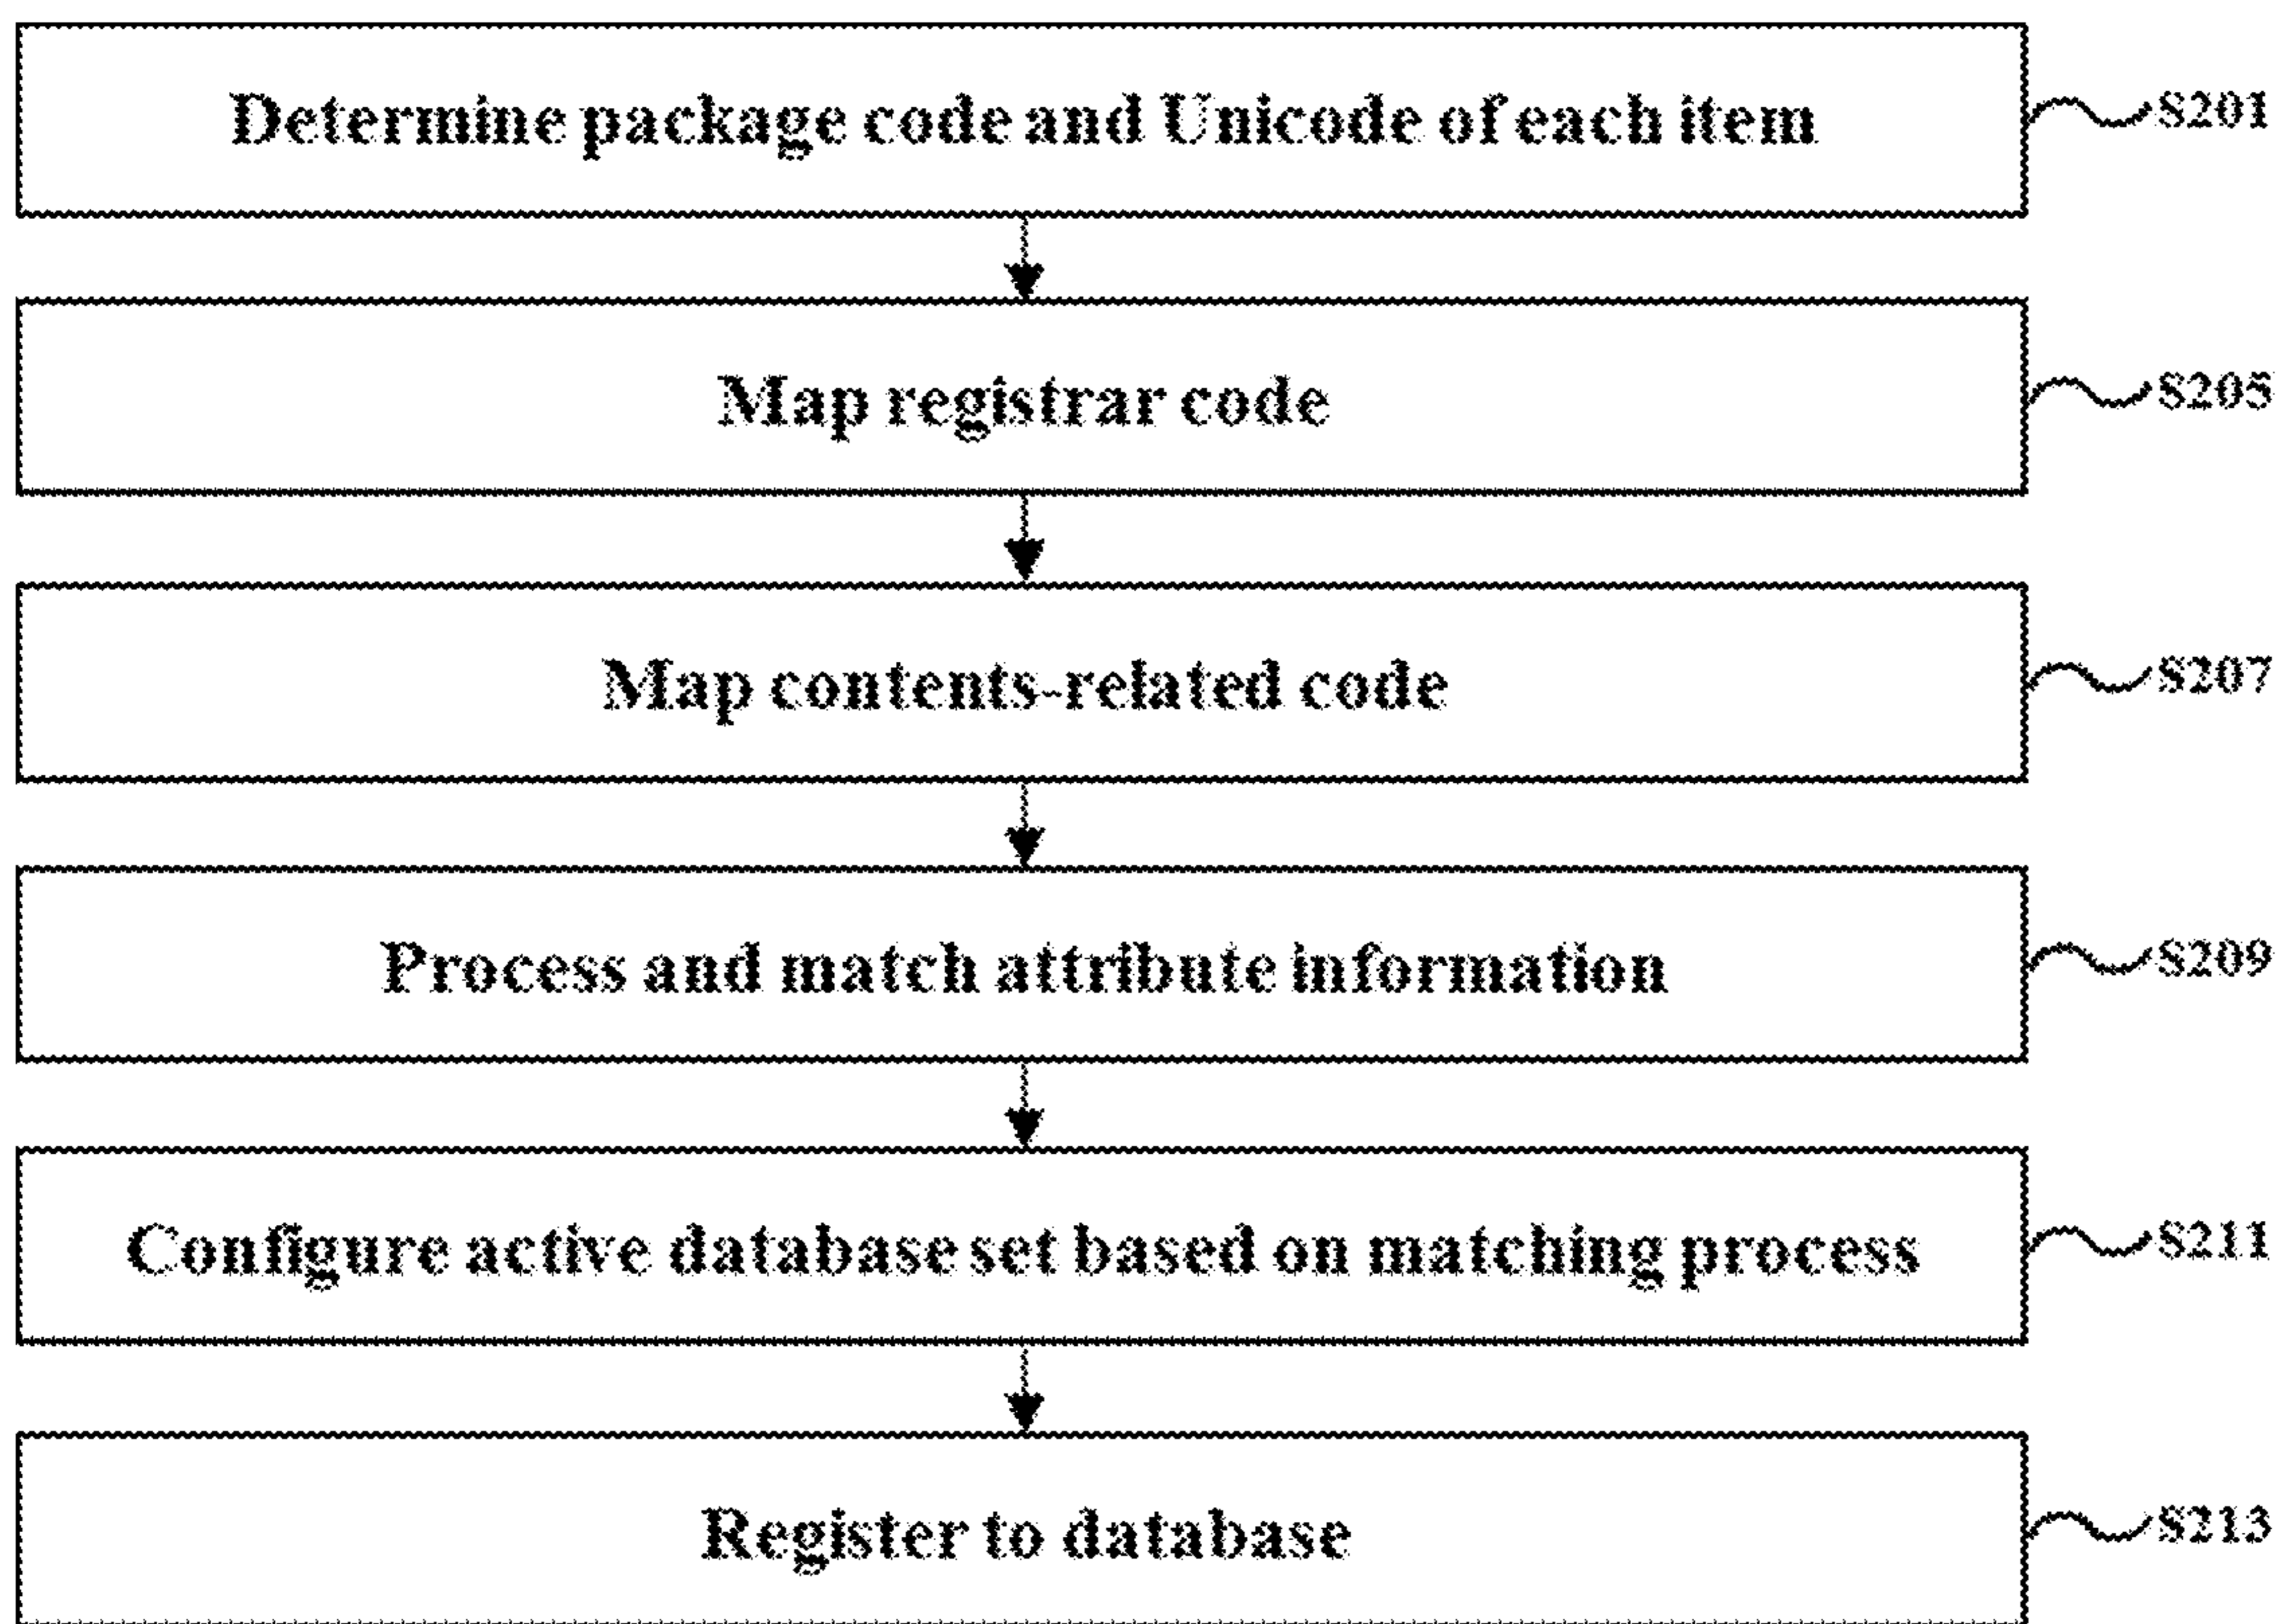 Determine package code and Unicode of each item
S201
Map registrar code
S205
Map contents-related code
S207
Process and match attribute information
S209
Configure active database set based on matching process
S211
Register to database
S213